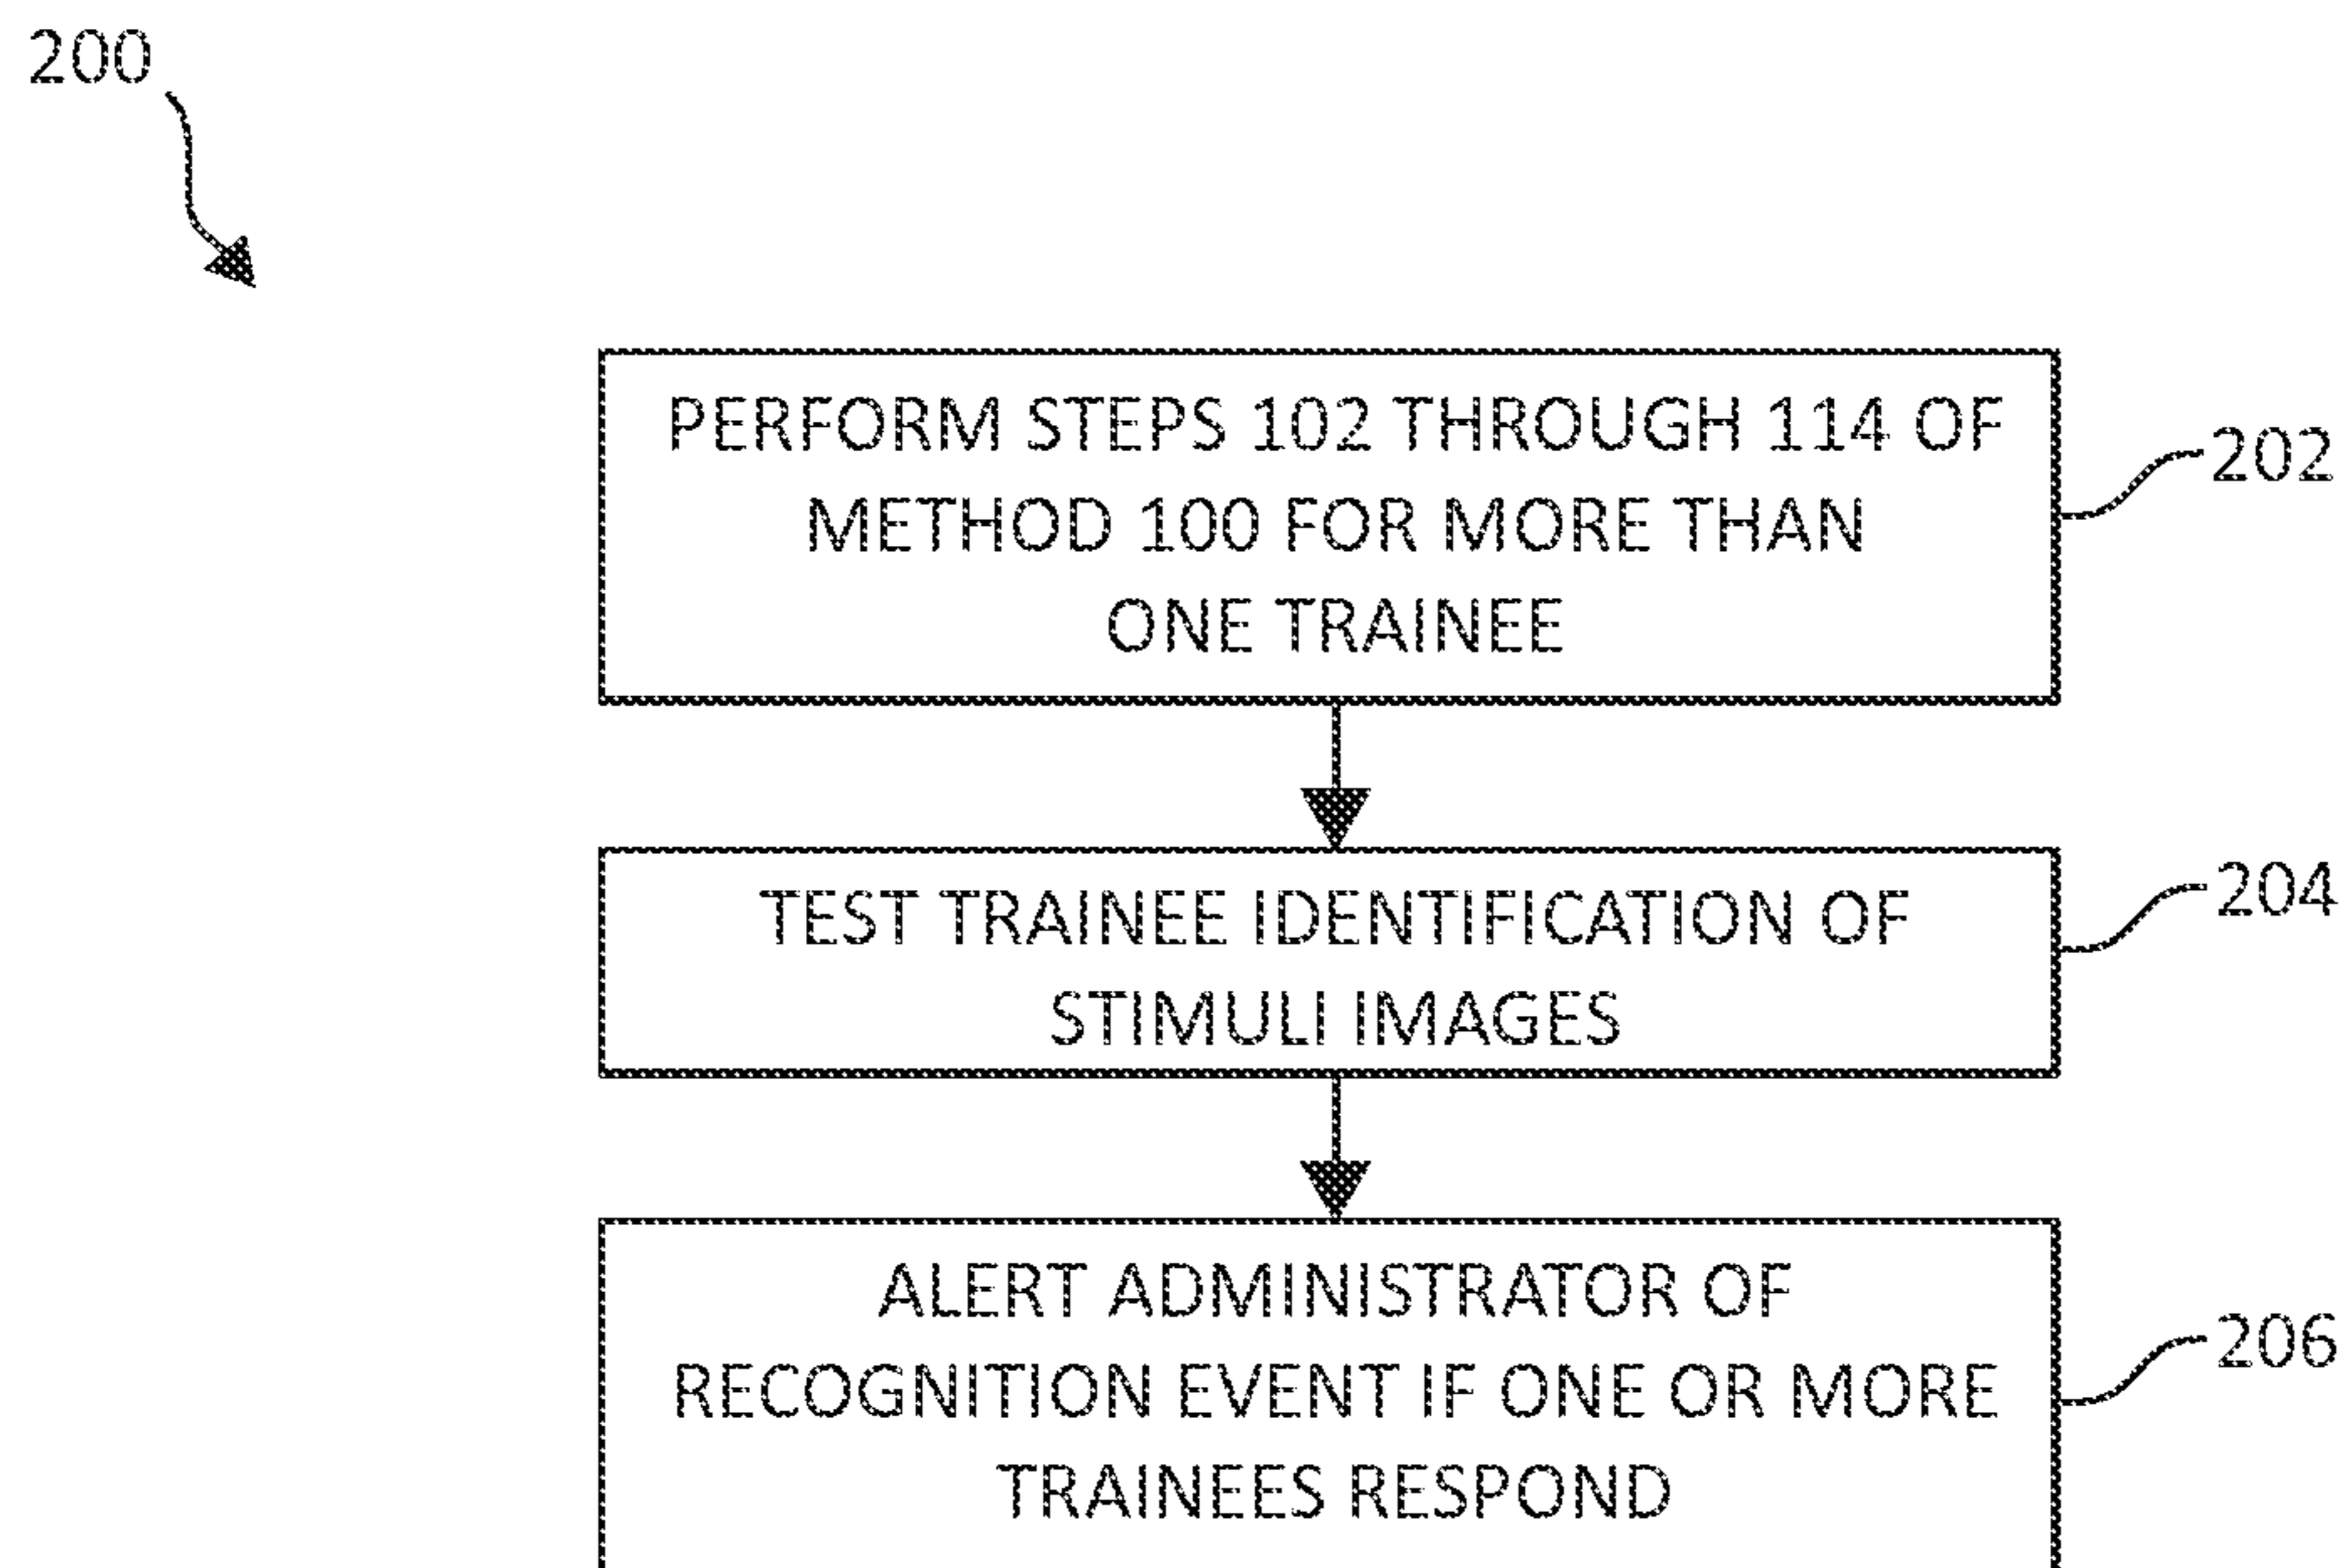 200
PERFORM STEPS 102 THROUGH 114 OF
METHOD 100 FOR MORE THAN
ONE TRAINEE
202
TEST TRAINEE IDENTIFICATION OF
STIMULI IMAGES
204
ALERT ADMINISTRATOR OF
RECOGNITION EVENT IF ONE OR MORE
TRAINEES RESPOND
206